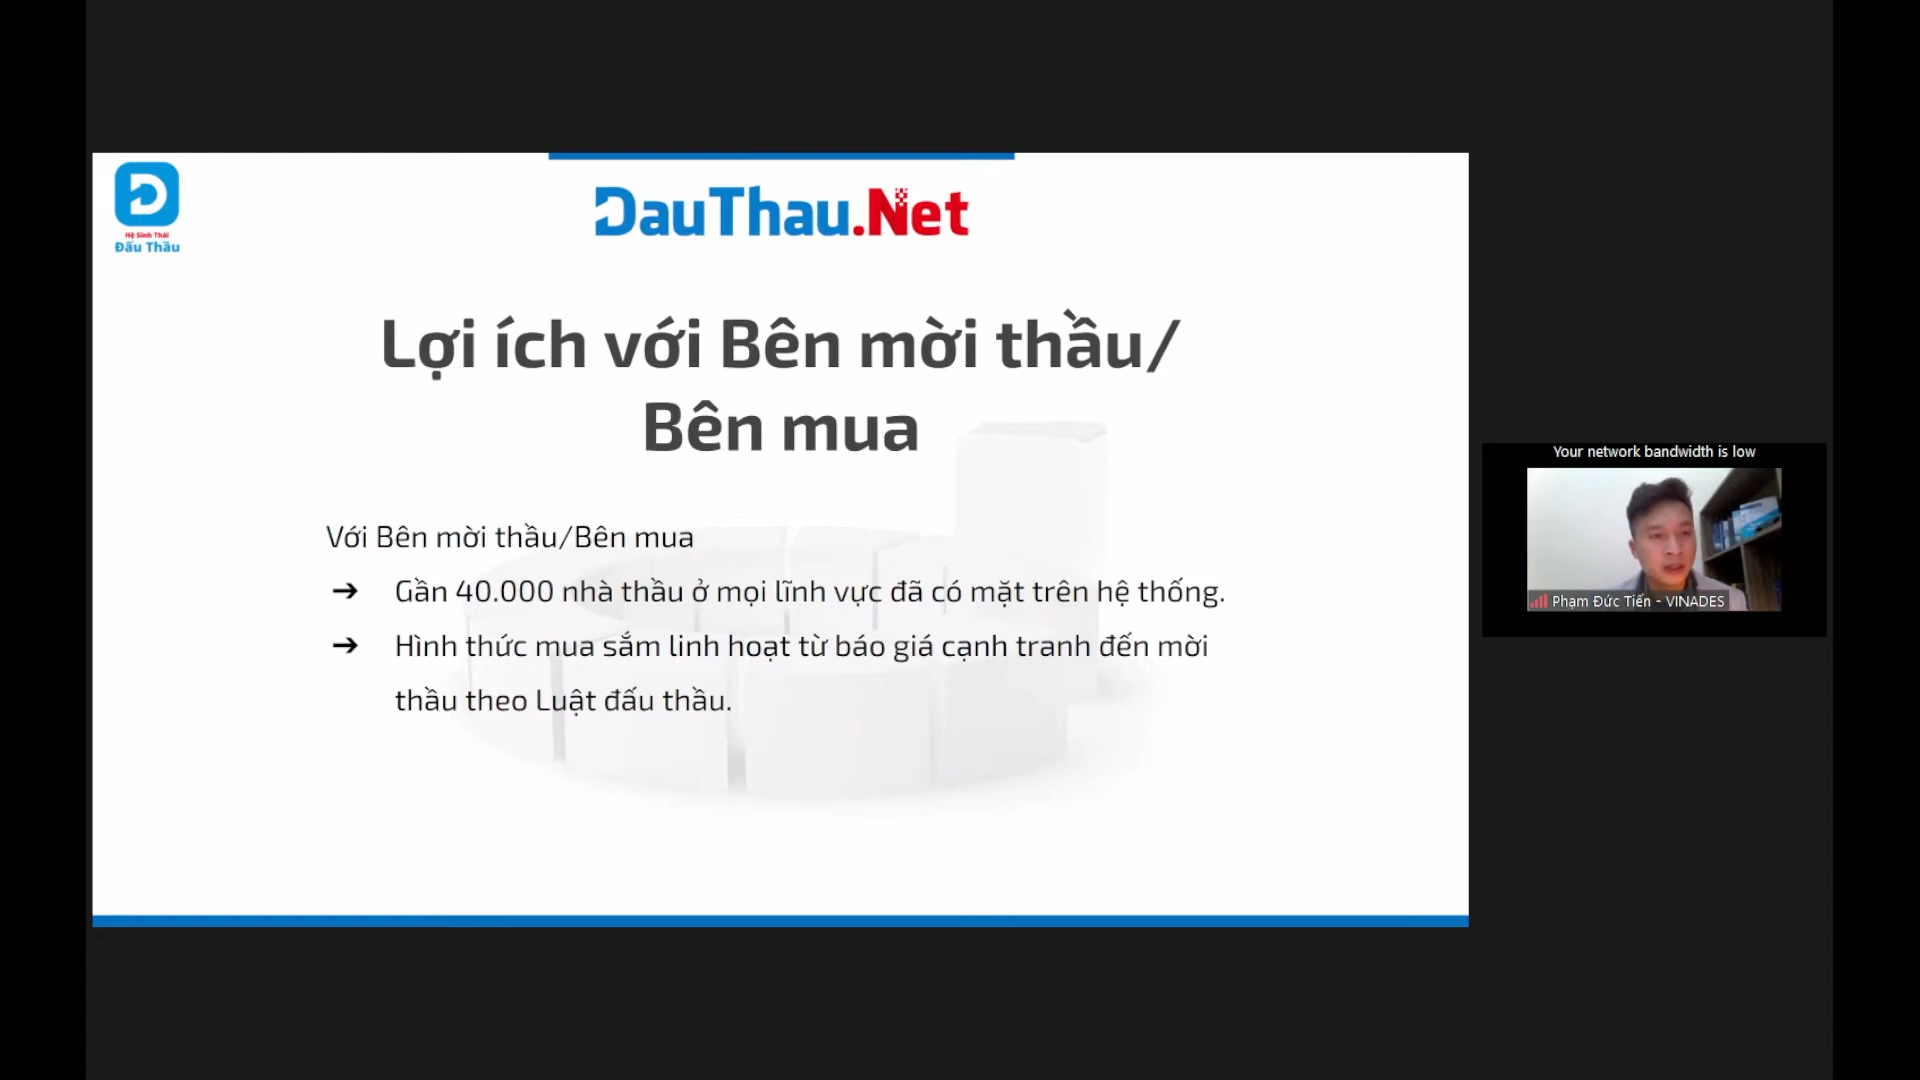 Hệ Sinh Thái
Đấu Thầu
DauThau.Net
Lợi ích với Bên mời thầu/
Bên mua
Với Bên mời thầu/Bên mua
➔ Gần 40.000 nhà thầu ở mọi lĩnh vực đã có mặt trên hệ thống.
➔ Hình thức mua sắm linh hoạt từ báo giá cạnh tranh đến mời
thầu theo Luật đấu thầu.
Your network bandwidth is low
Phạm Đức Tiến - VINADES